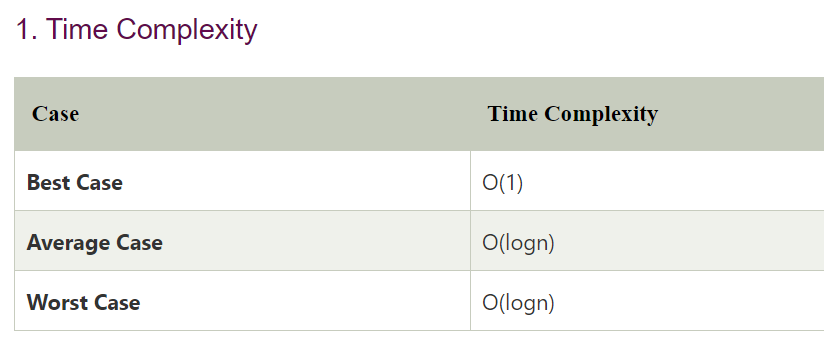 1. Time Complexity
Case Time Complexity
Best Case O(1)
Average Case O(logn)
Worst Case O(logn)